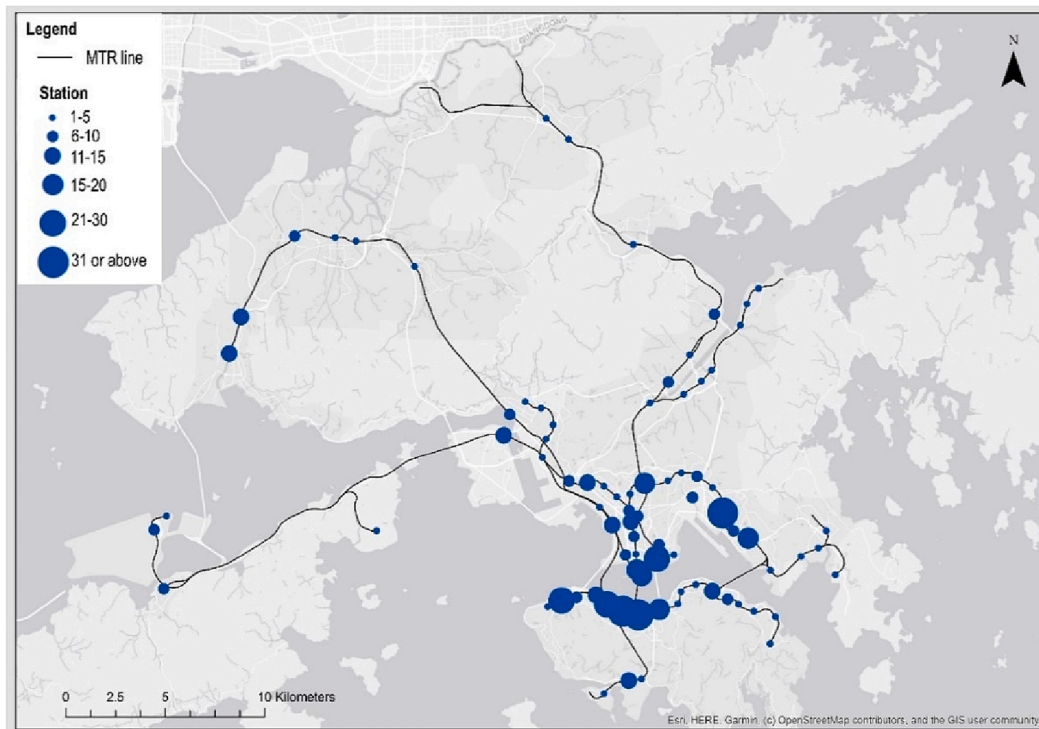 Legend
MTR line
Station
1-5
6-10
11-15
15-20
21-30
31 or above
GUANGDONG
N
0 2.5 5 10 Kilometers
Esri, HERE, Garmin, (c) OpenStreetMap contributors, and the GIS user community